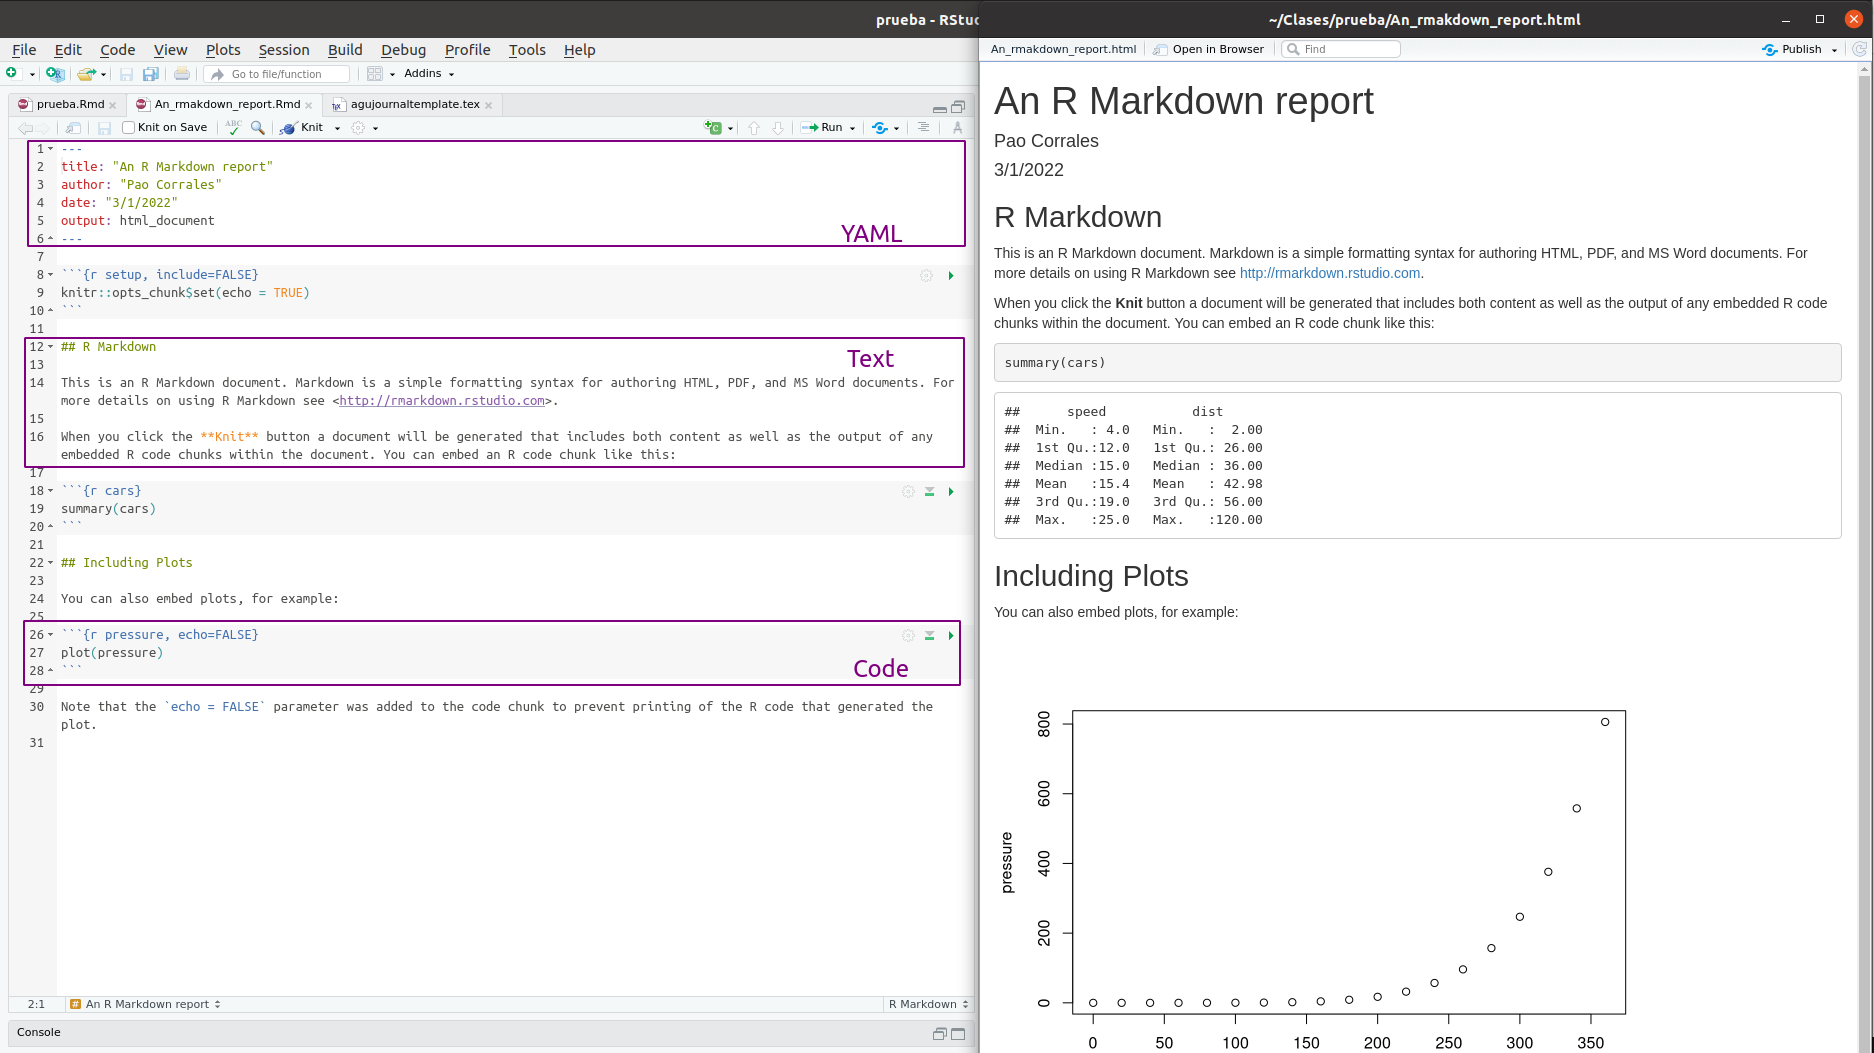 prueba - RStu
File Edit Code View Plots Session Build Debug Profile Tools Help
Go to file/function Addins
prueba.Rmd An_rmakdown_report.Rmd agujournaltemplate.tex
Knit on Save ABC Knit Run
1 ---
2 title: "An R Markdown report"
3 author: "Pao Corrales"
4 date: "3/1/2022"
5 output: html_document
YAML
6 ---
7
8 ```{r setup, include=FALSE}
9 knitr::opts_chunk$set(echo = TRUE)
10 ```
11
12 ## R Markdown
Text
13
14 This is an R Markdown document. Markdown is a simple formatting syntax for authoring HTML, PDF, and MS Word documents. For
more details on using R Markdown see <http://rmarkdown.rstudio.com>.
15
16 When you click the **Knit** button a document will be generated that includes both content as well as the output of any
embedded R code chunks within the document. You can embed an R code chunk like this:
17
18 ```{r cars}
19 summary(cars)
20 ```
21
22 ## Including Plots
23
24 You can also embed plots, for example:
25
26 ```{r pressure, echo=FALSE}
27 plot(pressure)
28 ```
Code
29
30 Note that the `echo = FALSE` parameter was added to the code chunk to prevent printing of the R code that generated the
plot.
31
2:1 # An R Markdown report R Markdown
Console
~/Clases/prueba/An_rmakdown_report.html
An_rmakdown_report.html Open in Browser Find Publish
An R Markdown report
Pao Corrales
3/1/2022
R Markdown
This is an R Markdown document. Markdown is a simple formatting syntax for authoring HTML, PDF, and MS Word documents. For
more details on using R Markdown see http://rmarkdown.rstudio.com.
When you click the Knit button a document will be generated that includes both content as well as the output of any embedded R code
chunks within the document. You can embed an R code chunk like this:
summary(cars)
## speed dist
## Min. : 4.0 Min. : 2.00
## 1st Qu.:12.0 1st Qu.: 26.00
## Median :15.0 Median : 36.00
## Mean :15.4 Mean : 42.98
## 3rd Qu.:19.0 3rd Qu.: 56.00
## Max. :25.0 Max. :120.00
Including Plots
You can also embed plots, for example:
800
600
400
200
0
pressure
0 50 100 150 200 250 300 350